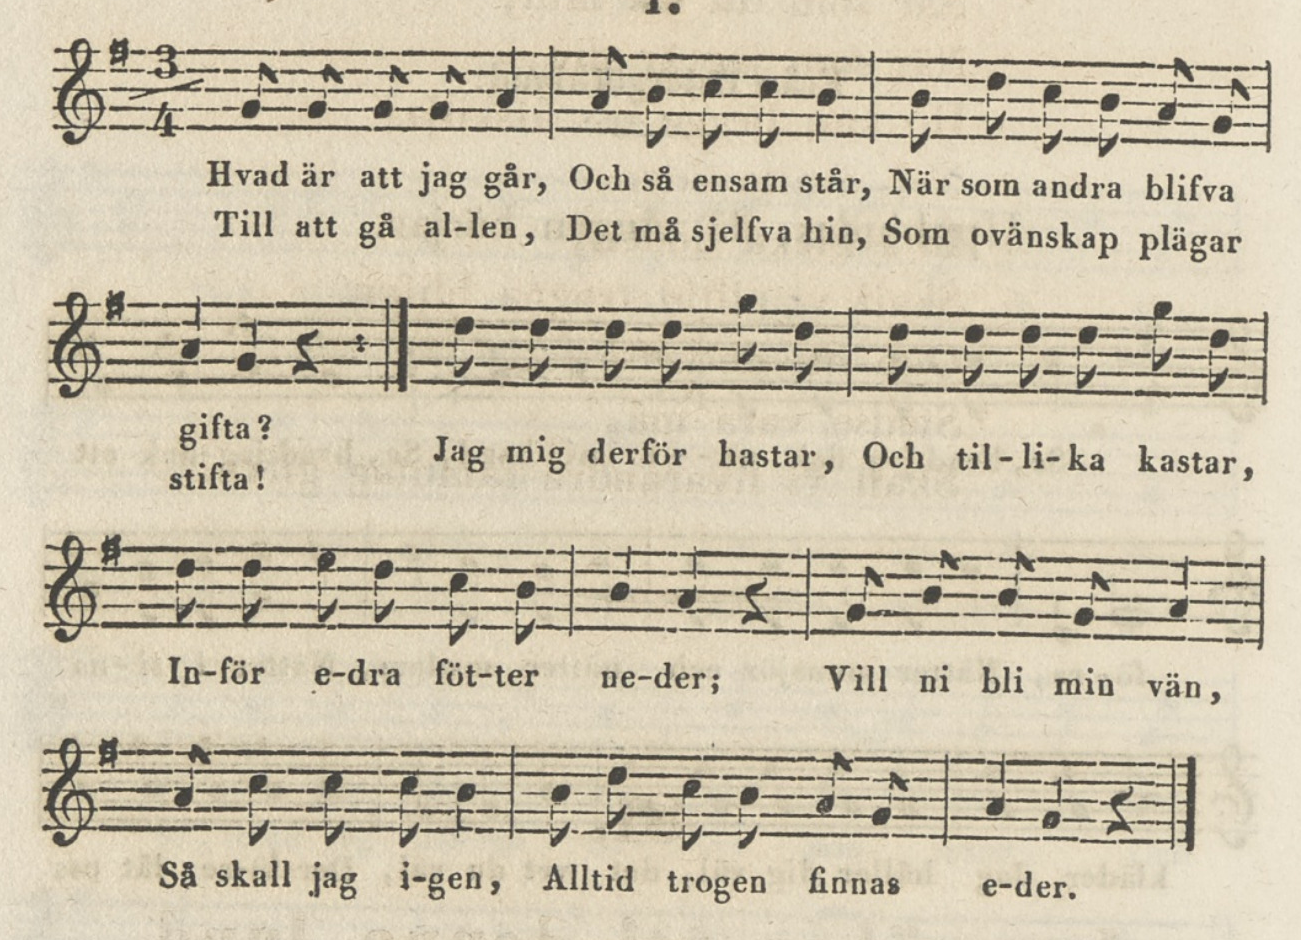 1.
3
4
Hvad är att jag går, Och så ensam står, När som andra blifva
Till att gå al-len, Det må sjelfva hin, Som ovänskap plägar
gifta?
stifta!
Jag mig derför hastar, Och til-li-ka kastar,
In-för e-dra föt-ter ne-der; Vill ni bli min vän,
Så skall jag i-gen, Alltid trogen finnas e-der.